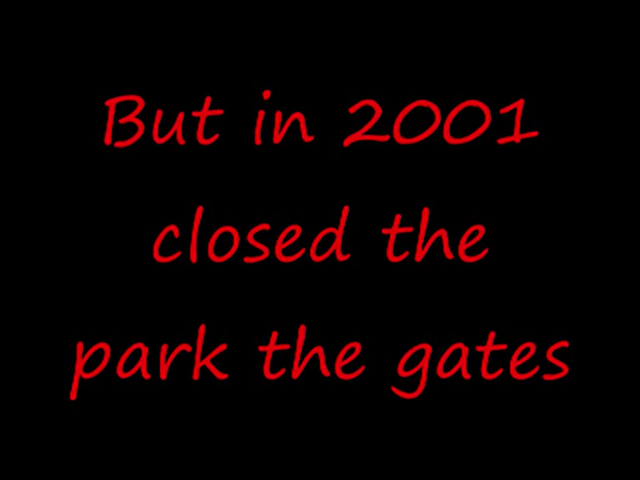 But in 2001
closed the
park the gates